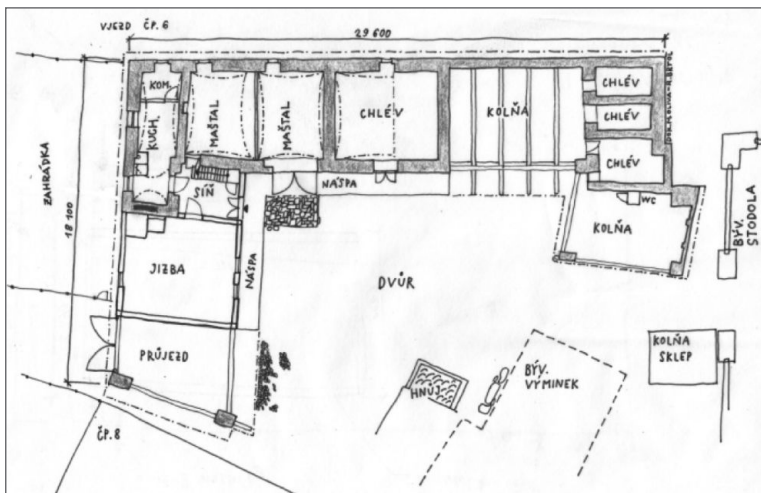 VJEZD ČP. 6
29 600
KOM.
KUCH.
MAŠTAL
MAŠTAL
CHLÉV
KOLŇA
CHLÉV
CHLÉV
CHLÉV
ZAHRÁDKA
18 100
SÍŇ
NÁSPA
WC
KOLŇA
BÝV.
STODOLA
JIZBA
NÁSPA
DVŮR
PRŮJEZD
HNŮJ
BÝV.
VÝMINEK
KOLŇA
SKLEP
ČP. 8